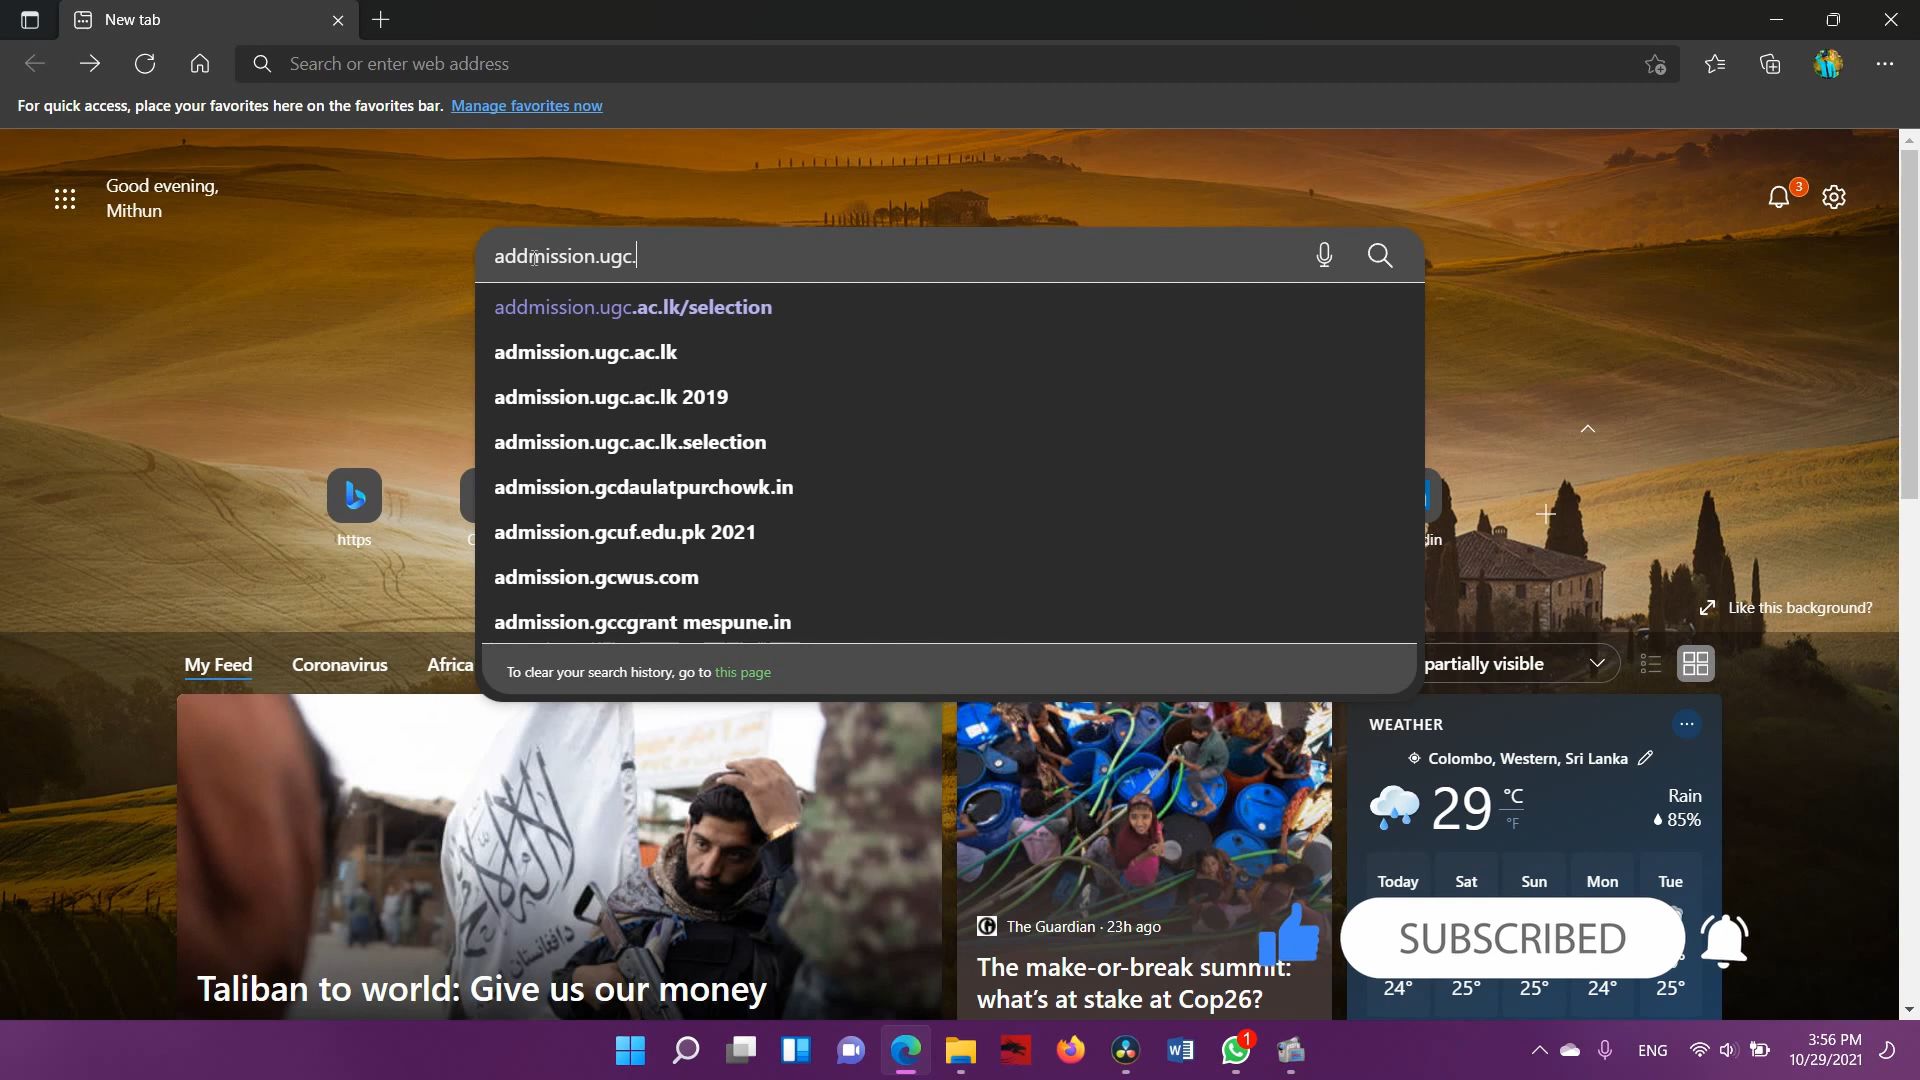 New tab
Search or enter web address
For quick access, place your favorites here on the favorites bar. Manage favorites now
Good evening,
Mithun
3
addmission.ugc.
addmission.ugc.ac.lk/selection
admission.ugc.ac.lk
admission.ugc.ac.lk 2019
admission.ugc.ac.lk.selection
admission.gcdaulatpurchowk.in
admission.gcuf.edu.pk 2021
admission.gcwus.com
admission.gccgrant mespune.in
To clear your search history, go to this page
https
din
Like this background?
My Feed
Coronavirus
Africa
partially visible
WEATHER
Colombo, Western, Sri Lanka
29 °C
°F
Rain
85%
Today Sat Sun Mon Tue
SUBSCRIBED
24° 25° 25° 24° 25°
Taliban to world: Give us our money
The Guardian · 23h ago
The make-or-break summit:
what's at stake at Cop26?
1
ENG
3:56 PM
10/29/2021